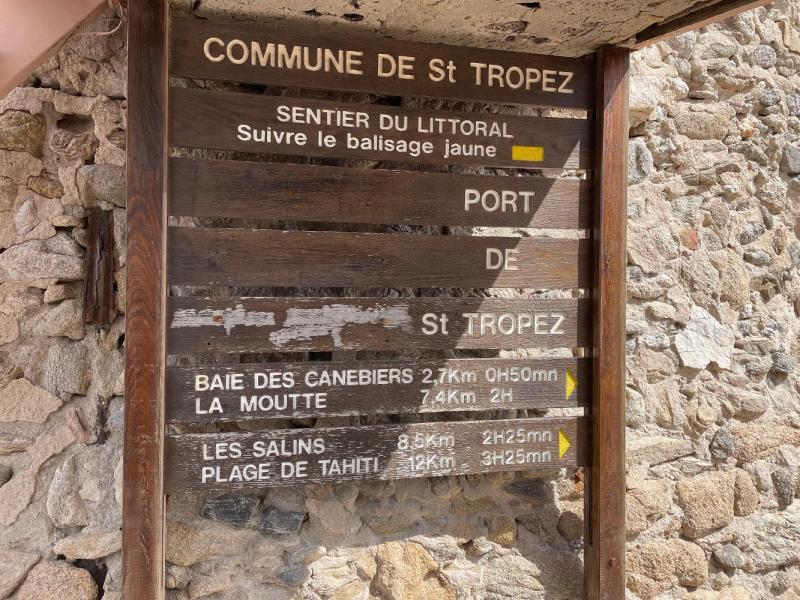 COMMUNE DE St TROPEZ
SENTIER DU LITTORAL
Suivre le balisage jaune
PORT
DE
St TROPEZ
BAIE DES CANEBIERS 2,7Km 0H50mn
LA MOUTTE 7,4Km 2H
LES SALINS 8,5Km 2H25mn
PLAGE DE TAHITI 12Km 3H25mn